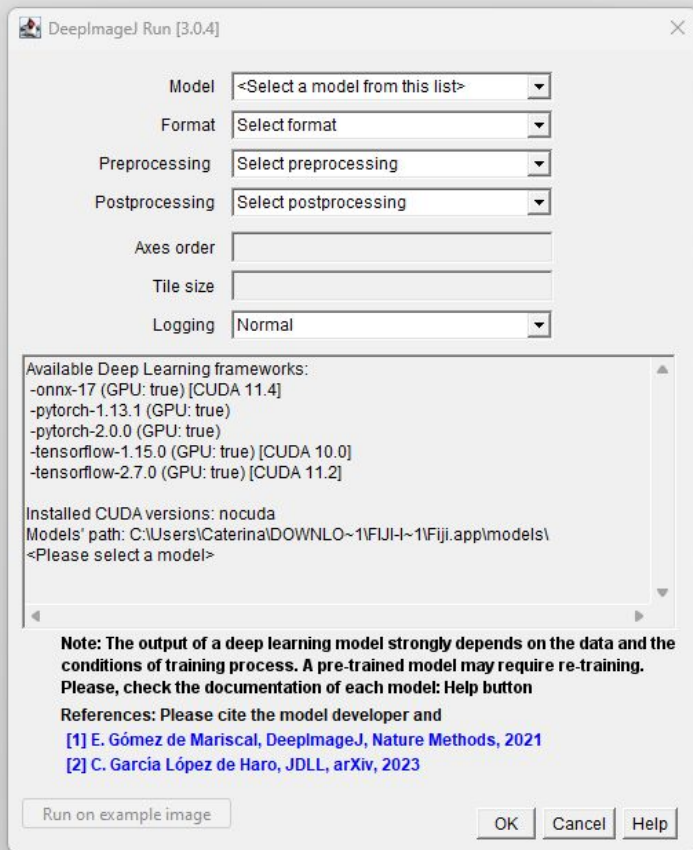 DeepImageJ Run [3.0.4]
Model <Select a model from this list>
Format Select format
Preprocessing Select preprocessing
Postprocessing Select postprocessing
Axes order
Tile size
Logging Normal
Available Deep Learning frameworks:
-onnx-17 (GPU: true) [CUDA 11.4]
-pytorch-1.13.1 (GPU: true)
-pytorch-2.0.0 (GPU: true)
-tensorflow-1.15.0 (GPU: true) [CUDA 10.0]
-tensorflow-2.7.0 (GPU: true) [CUDA 11.2]
Installed CUDA versions: nocuda
Models' path: C:\Users\Caterina\DOWNLO~1\FIJI-I~1\Fiji.app\models\
<Please select a model>
Note: The output of a deep learning model strongly depends on the data and the
conditions of training process. A pre-trained model may require re-training.
Please, check the documentation of each model: Help button
References: Please cite the model developer and
[1] E. Gómez de Mariscal, DeepImageJ, Nature Methods, 2021
[2] C. García López de Haro, JDLL, arXiv, 2023
Run on example image OK Cancel Help